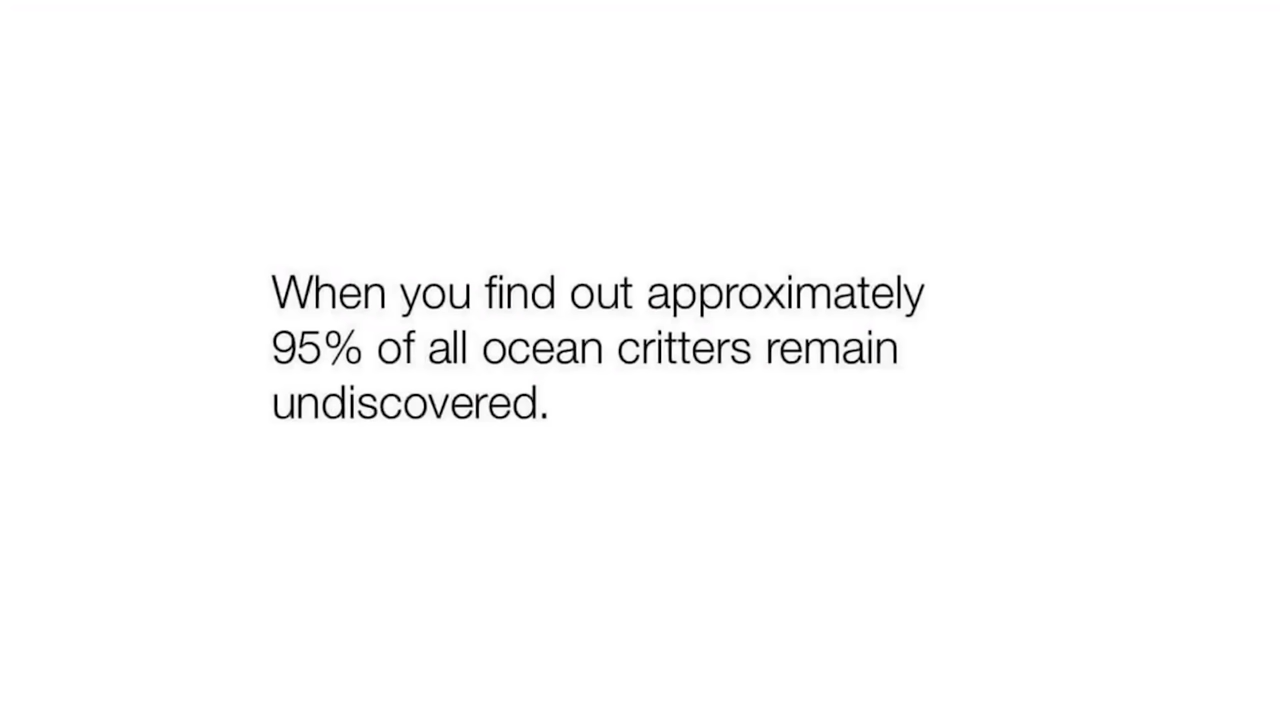 When you find out approximately
95% of all ocean critters remain
undiscovered.